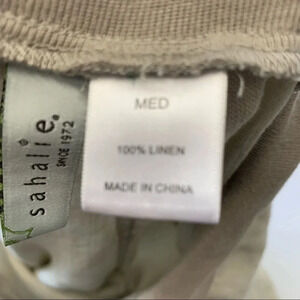 sahalie.
SINCE 1972
MED
100% LINEN
MADE IN CHINA